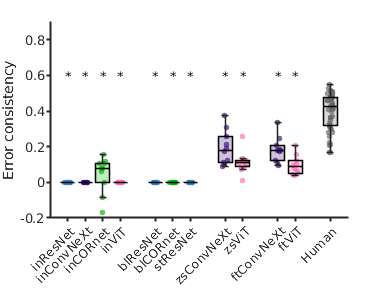 Error consistency
0.8
0.6
0.4
0.2
0
-0.2
* * * * * * * * * * *
inResNet
inConvNeXt
inCORnet
inViT
blResNet
blCORnet
stResNet
zsConvNeXt
zsViT
ftConvNeXt
ftViT
Human